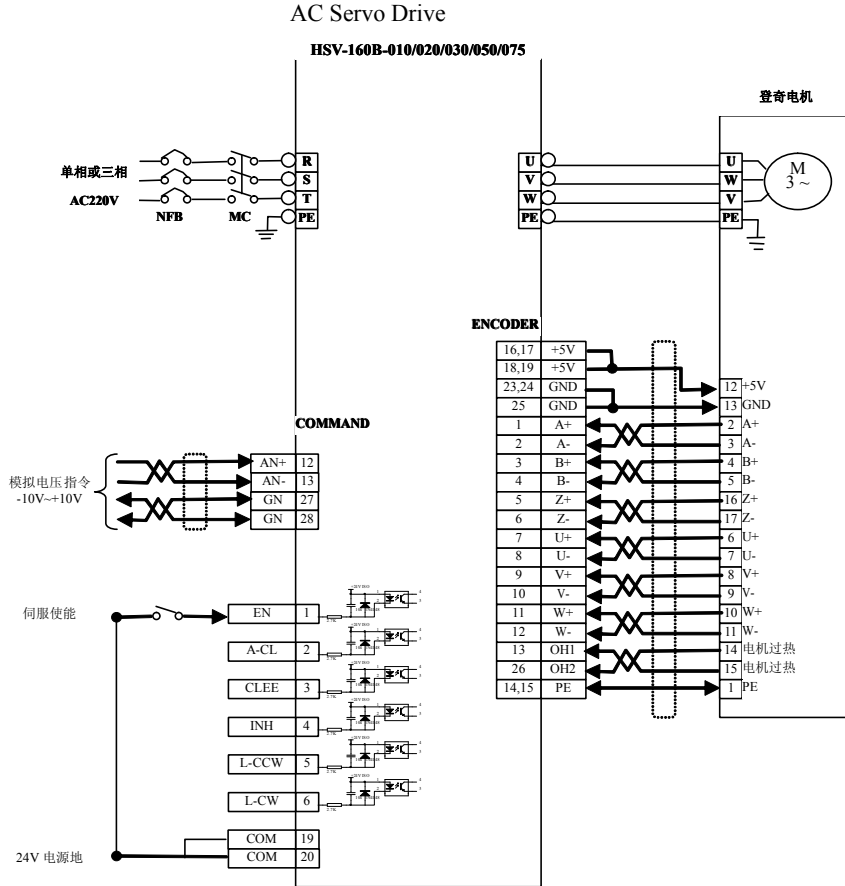 AC Servo Drive
HSV-160B-010/020/030/050/075
登奇电机
单相或三相
AC220V
NFB
MC
R
S
T
PE
U
V
W
PE
U
W
V
PE
M
3 ~
ENCODER
16,17 +5V
18,19 +5V
23,24 GND
25 GND
1 A+
2 A-
3 B+
4 B-
5 Z+
6 Z-
7 U+
8 U-
9 V+
10 V-
11 W+
12 W-
13 OH1
26 OH2
14,15 PE
12 +5V
13 GND
2 A+
3 A-
4 B+
5 B-
16 Z+
17 Z-
6 U+
7 U-
8 V+
9 V-
10 W+
11 W-
14 电机过热
15 电机过热
1 PE
COMMAND
模拟电压指令
-10V~+10V
AN+ 12
AN- 13
GN 27
GN 28
伺服使能
EN 1
A-CL 2
CLEE 3
INH 4
L-CCW 5
L-CW 6
COM 19
COM 20
24V 电源地